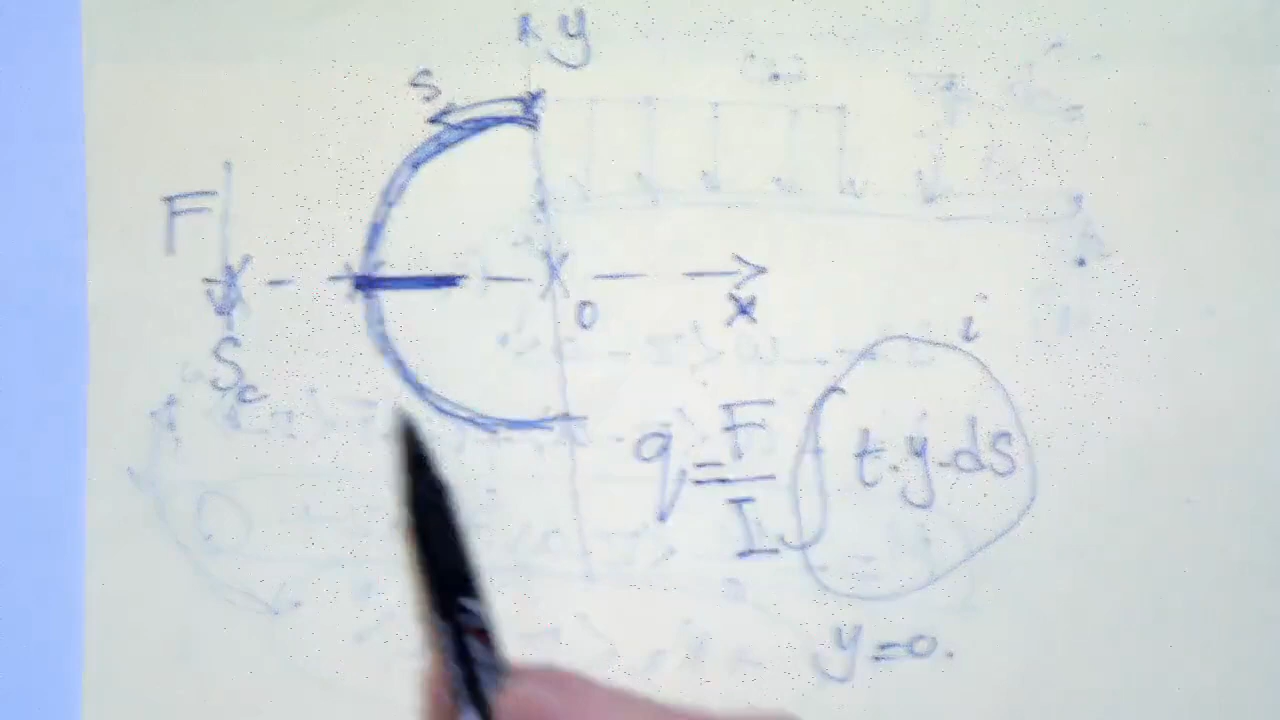 y
s
F
0
x
Sc
i
q = F/I ∫ t.y.ds
y=0.